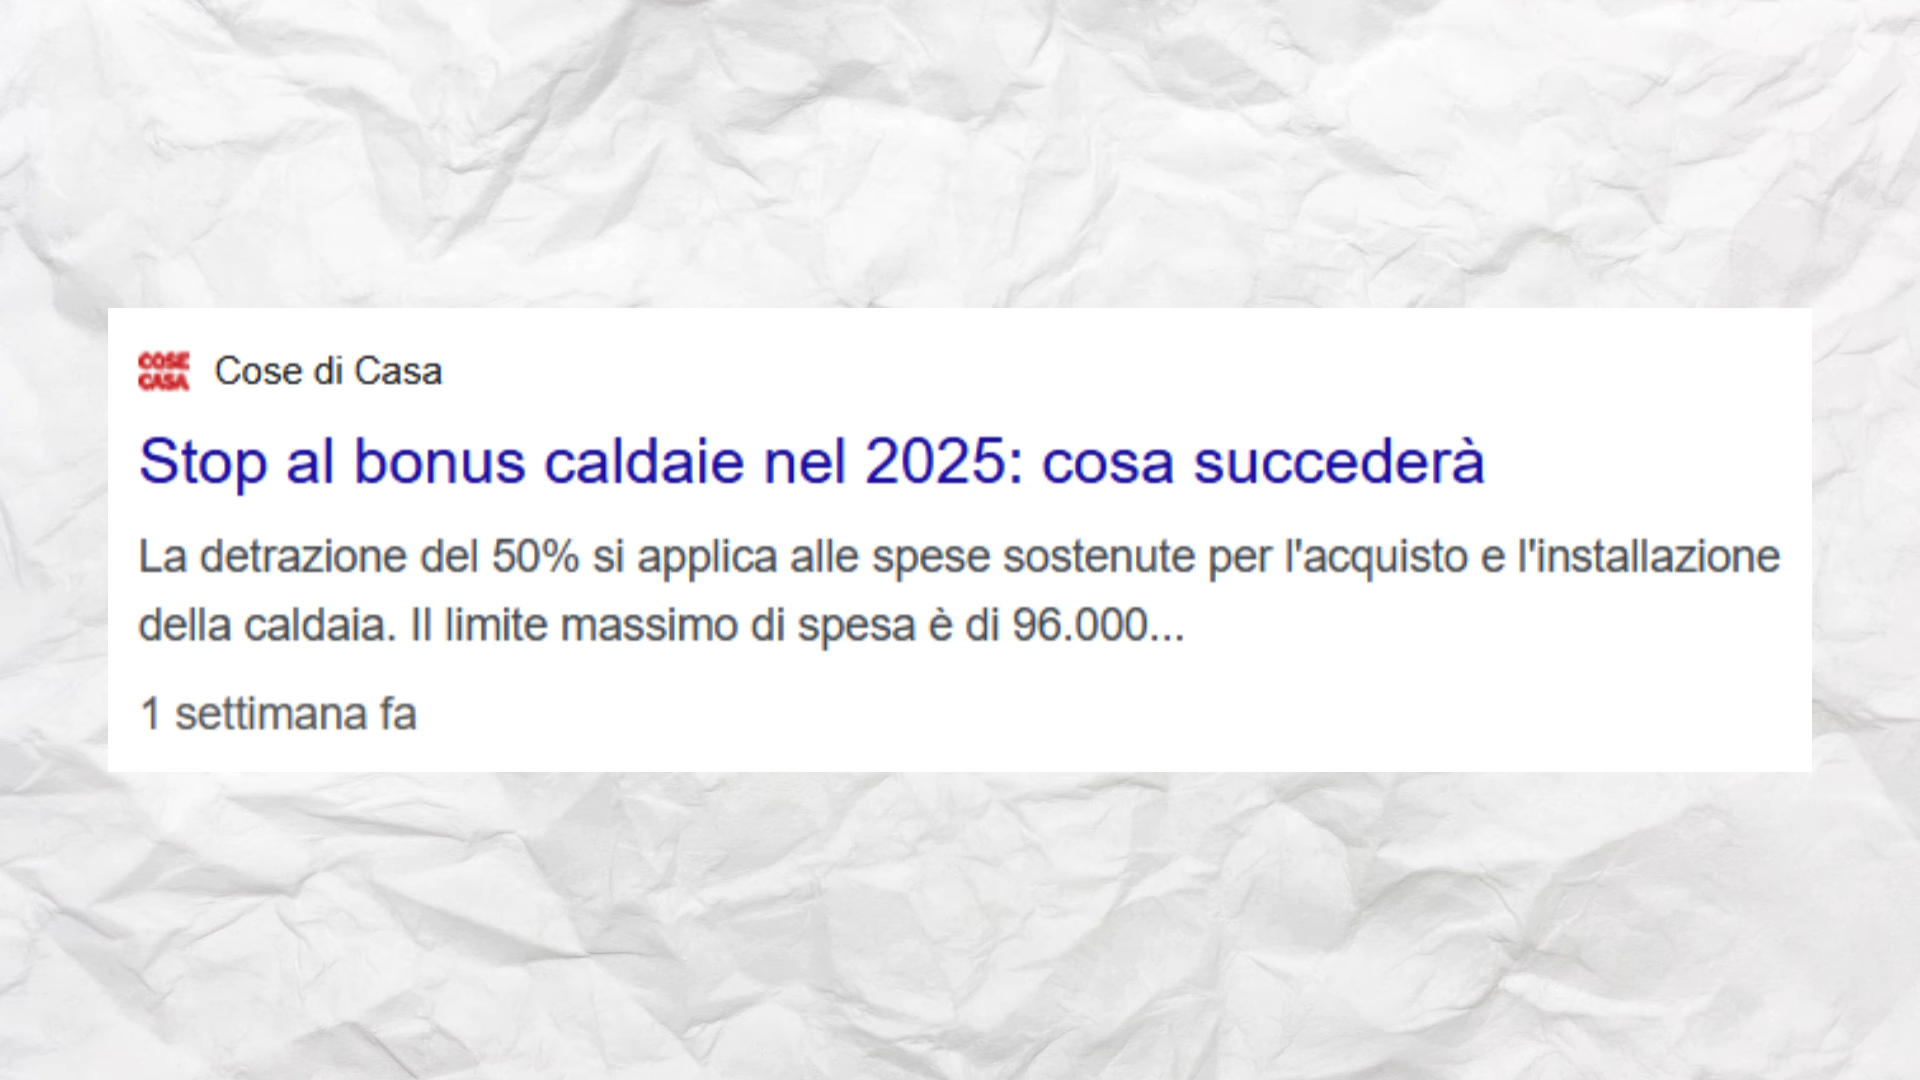 COSE
CASA
Cose di Casa
Stop al bonus caldaie nel 2025: cosa succederà
La detrazione del 50% si applica alle spese sostenute per l'acquisto e l'installazione
della caldaia. Il limite massimo di spesa è di 96.000...
1 settimana fa